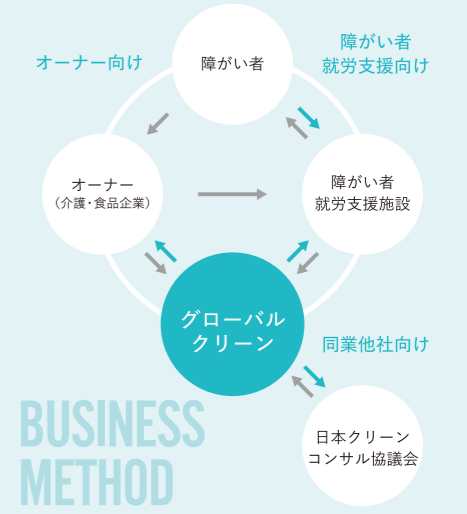 オーナー向け
障がい者
障がい者
就労支援向け
オーナー
（介護・食品企業）
障がい者
就労支援施設
グローバル
クリーン
同業他社向け
日本クリーン
コンサル協議会
BUSINESS
METHOD